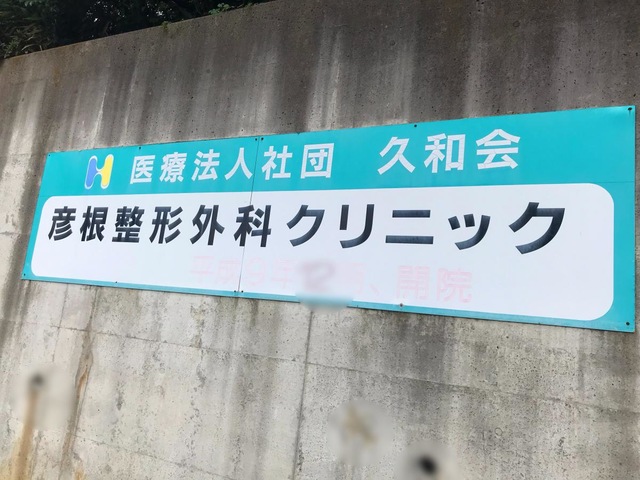 医療法人社団 久和会
彦根整形外科クリニック
開院